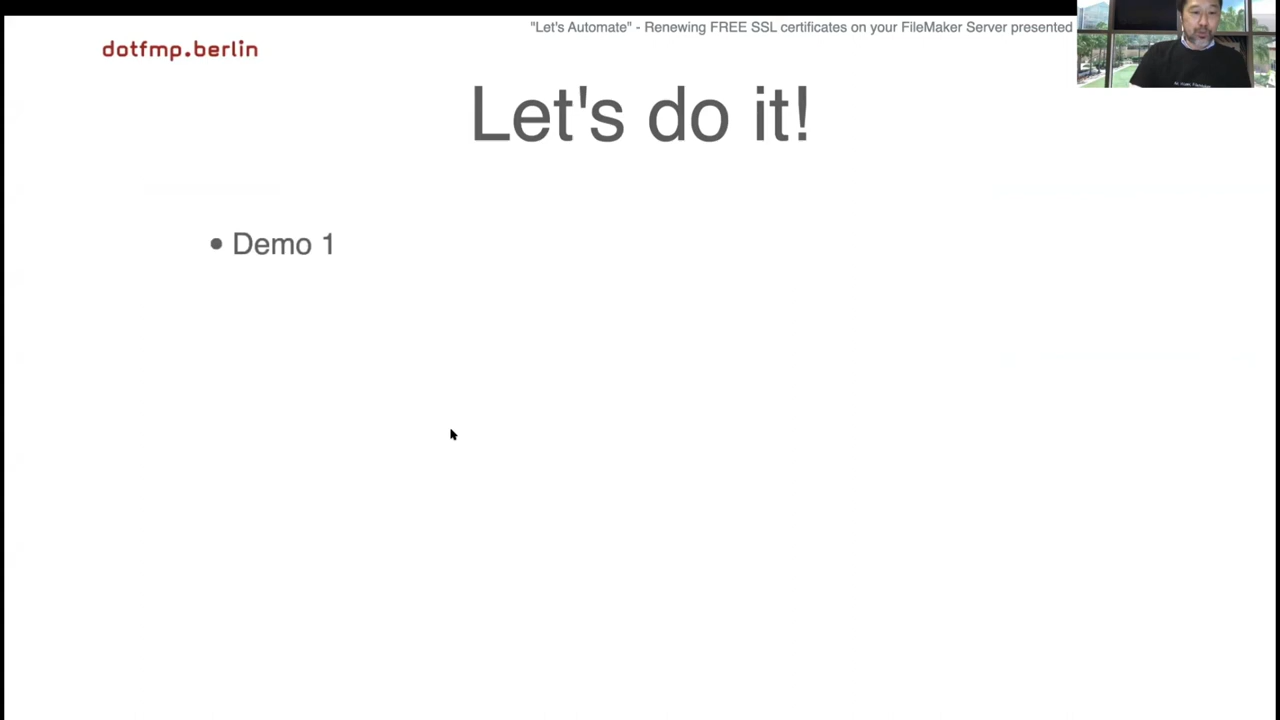 "Let's Automate" - Renewing FREE SSL certificates on your FileMaker Server presented
dotfmp.berlin
Let's do it!
• Demo 1